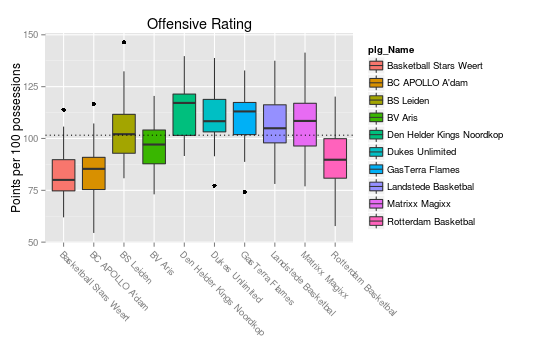 Offensive Rating
Points per 100 possessions
150
125
100
75
50
Basketball Stars Weert
BC APOLLO A'dam
BS Leiden
BV Aris
Den Helder Kings Noordkop
Dukes Unlimited
GasTerra Flames
Landstede Basketbal
Matrixx Magixx
Rotterdam Basketbal
plg_Name
Basketball Stars Weert
BC APOLLO A'dam
BS Leiden
BV Aris
Den Helder Kings Noordkop
Dukes Unlimited
GasTerra Flames
Landstede Basketbal
Matrixx Magixx
Rotterdam Basketbal